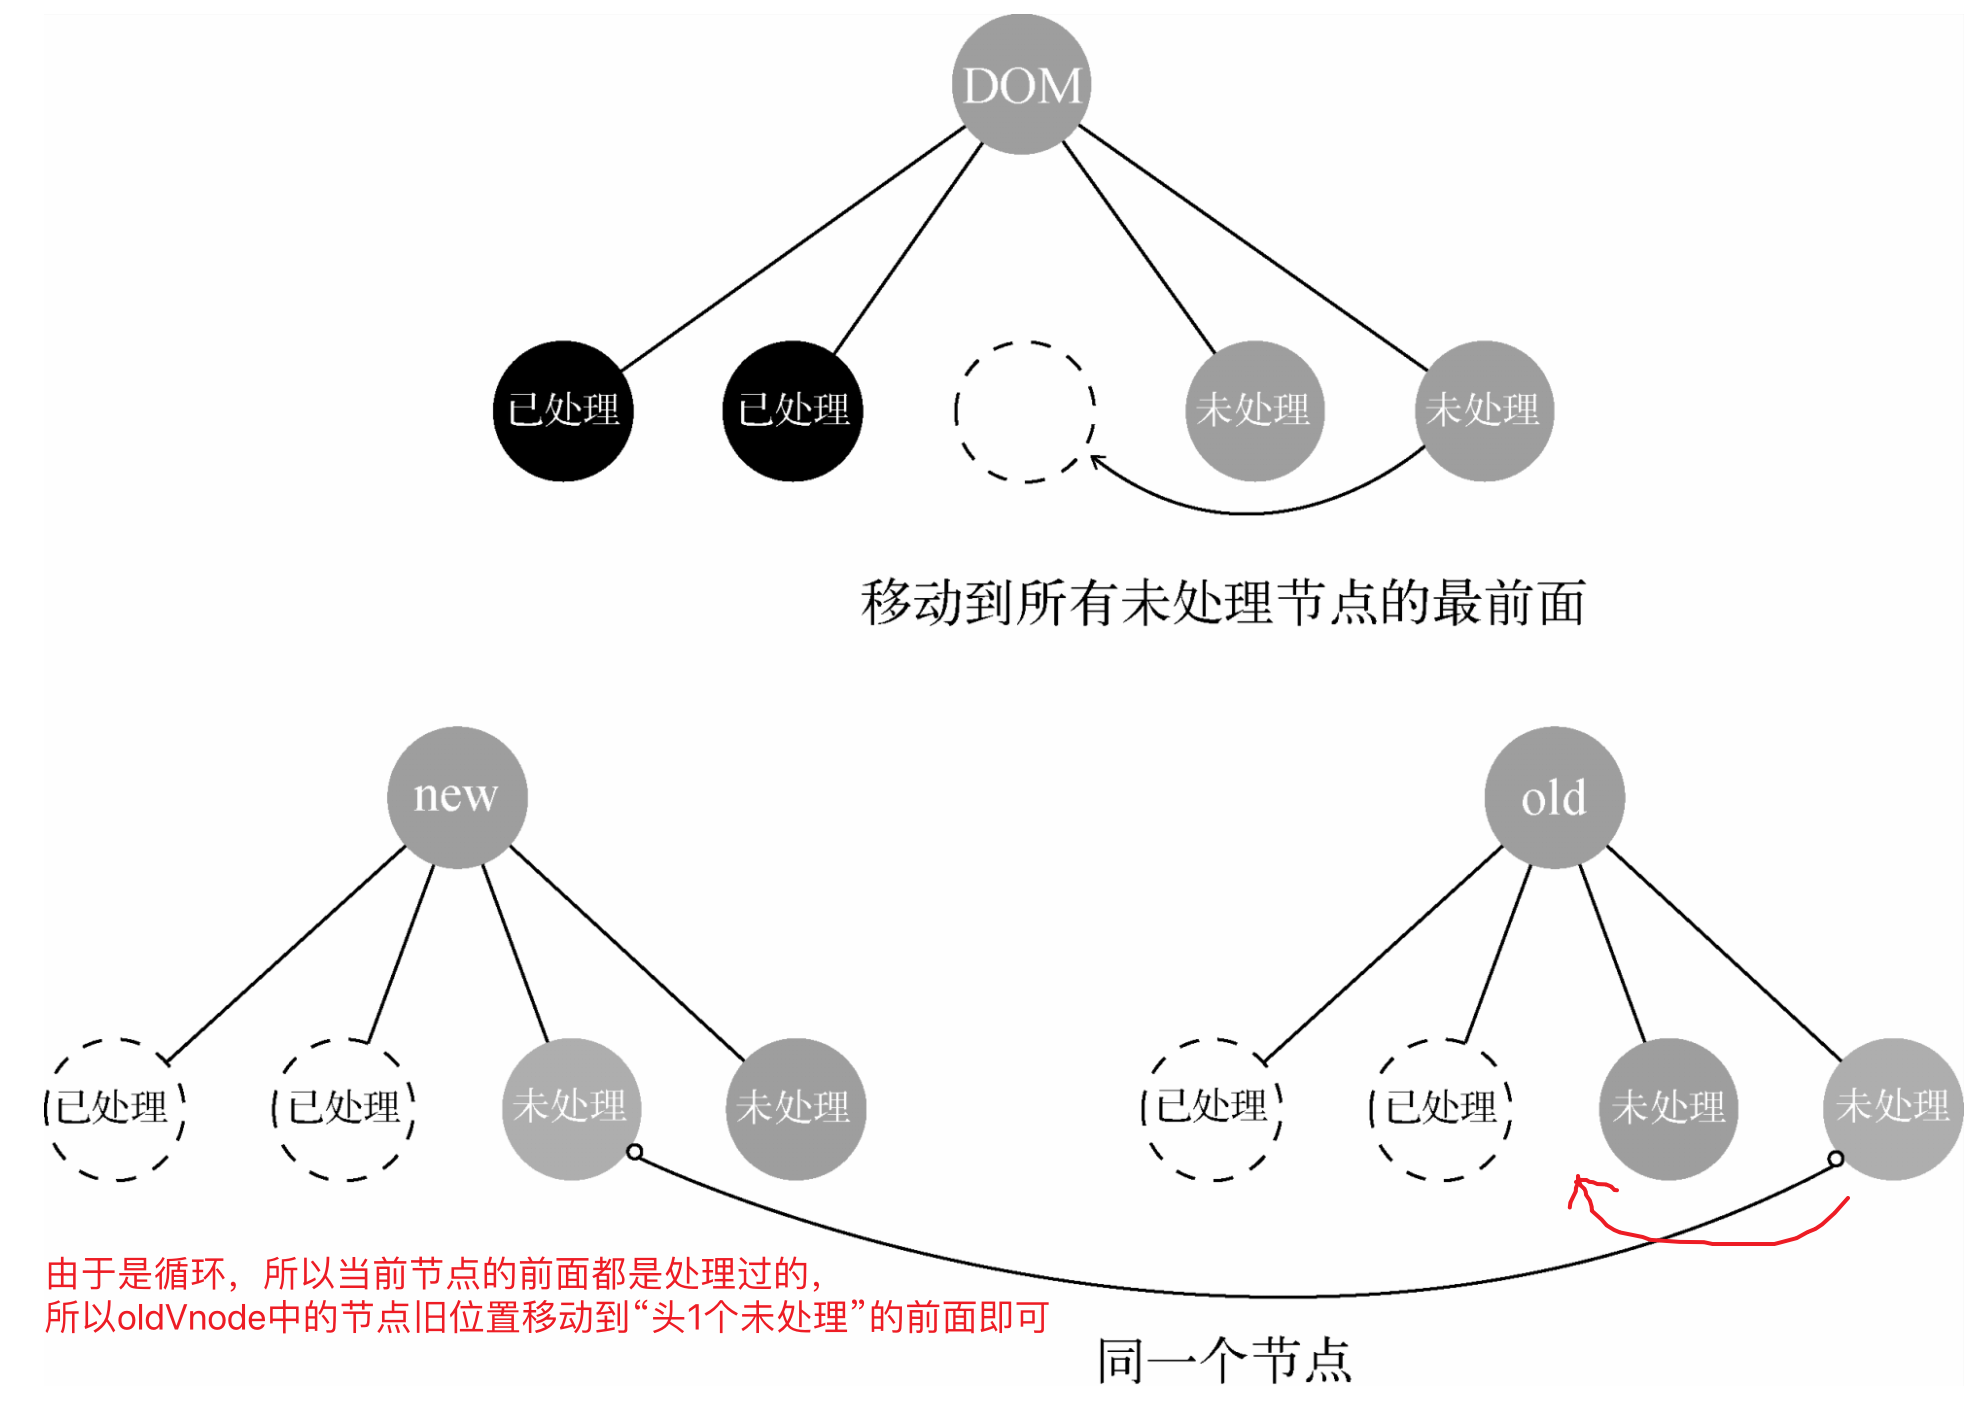 DOM
已处理
已处理
未处理
未处理
移动到所有未处理节点的最前面
new
old
已处理
已处理
未处理
未处理
已处理
已处理
未处理
未处理
由于是循环，所以当前节点的前面都是处理过的，
所以oldVnode中的节点旧位置移动到“头1个未处理”的前面即可
同一个节点